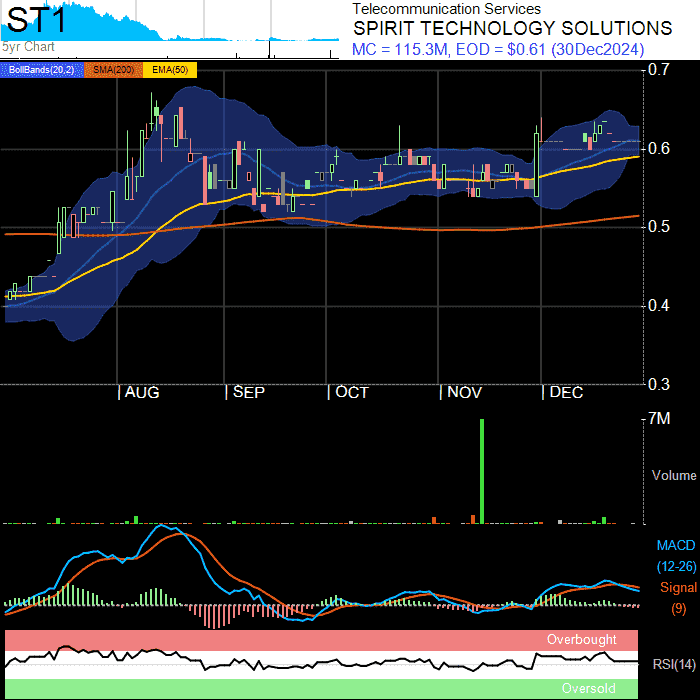 ST1
5yr Chart
Telecommunication Services
SPIRIT TECHNOLOGY SOLUTIONS
MC = 115.3M, EOD = $0.61 (30Dec2024)
BollBands(20,2) SMA(200) EMA(50)
0.7
0.6
0.5
0.4
0.3
AUG SEP OCT NOV DEC
7M
Volume
MACD
(12-26)
Signal
(9)
Overbought
RSI(14)
Oversold